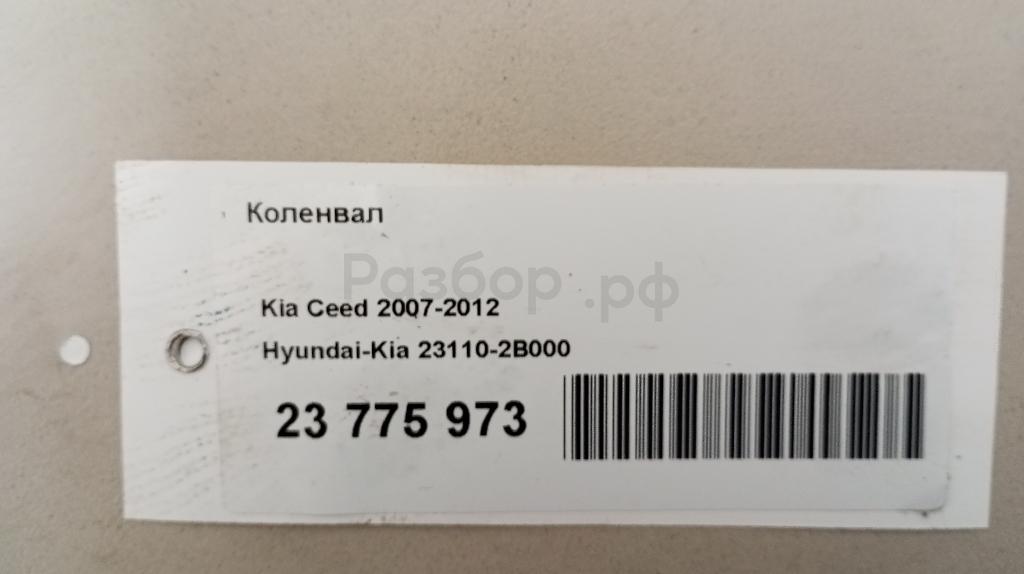 Коленвал
Разбор.рф
Kia Ceed 2007-2012
Hyundai-Kia 23110-2B000
23 775 973